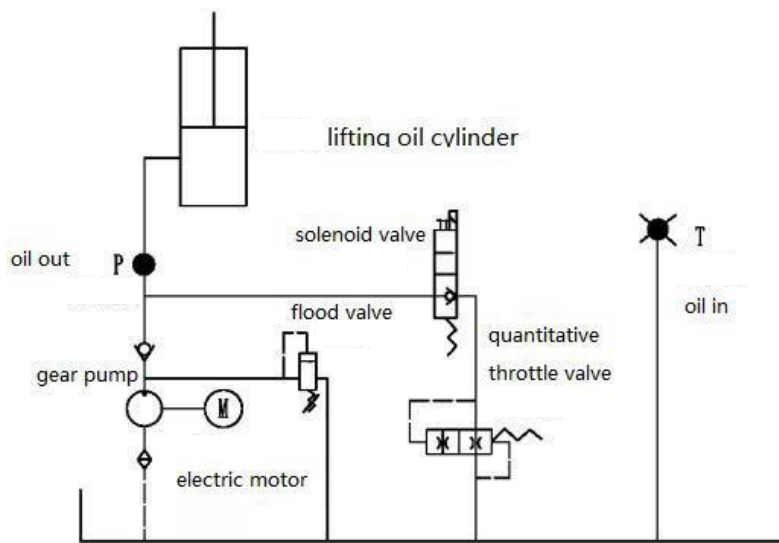 lifting oil cylinder
solenoid valve
oil out
P
T
oil in
flood valve
quantitative
throttle valve
gear pump
M
electric motor